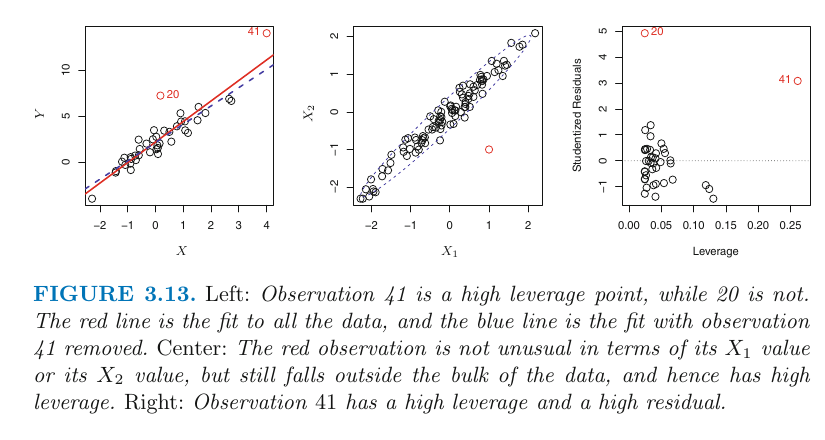 41
20
Y
10
5
0
−2 −1 0 1 2 3 4
X
X2
2
1
0
−1
−2
−2 −1 0 1 2
X1
Studentized Residuals
5
4
3
2
1
0
−1
20
41
0.00 0.05 0.10 0.15 0.20 0.25
Leverage
FIGURE 3.13. Left: Observation 41 is a high leverage point, while 20 is not.
The red line is the fit to all the data, and the blue line is the fit with observation
41 removed. Center: The red observation is not unusual in terms of its X1 value
or its X2 value, but still falls outside the bulk of the data, and hence has high
leverage. Right: Observation 41 has a high leverage and a high residual.